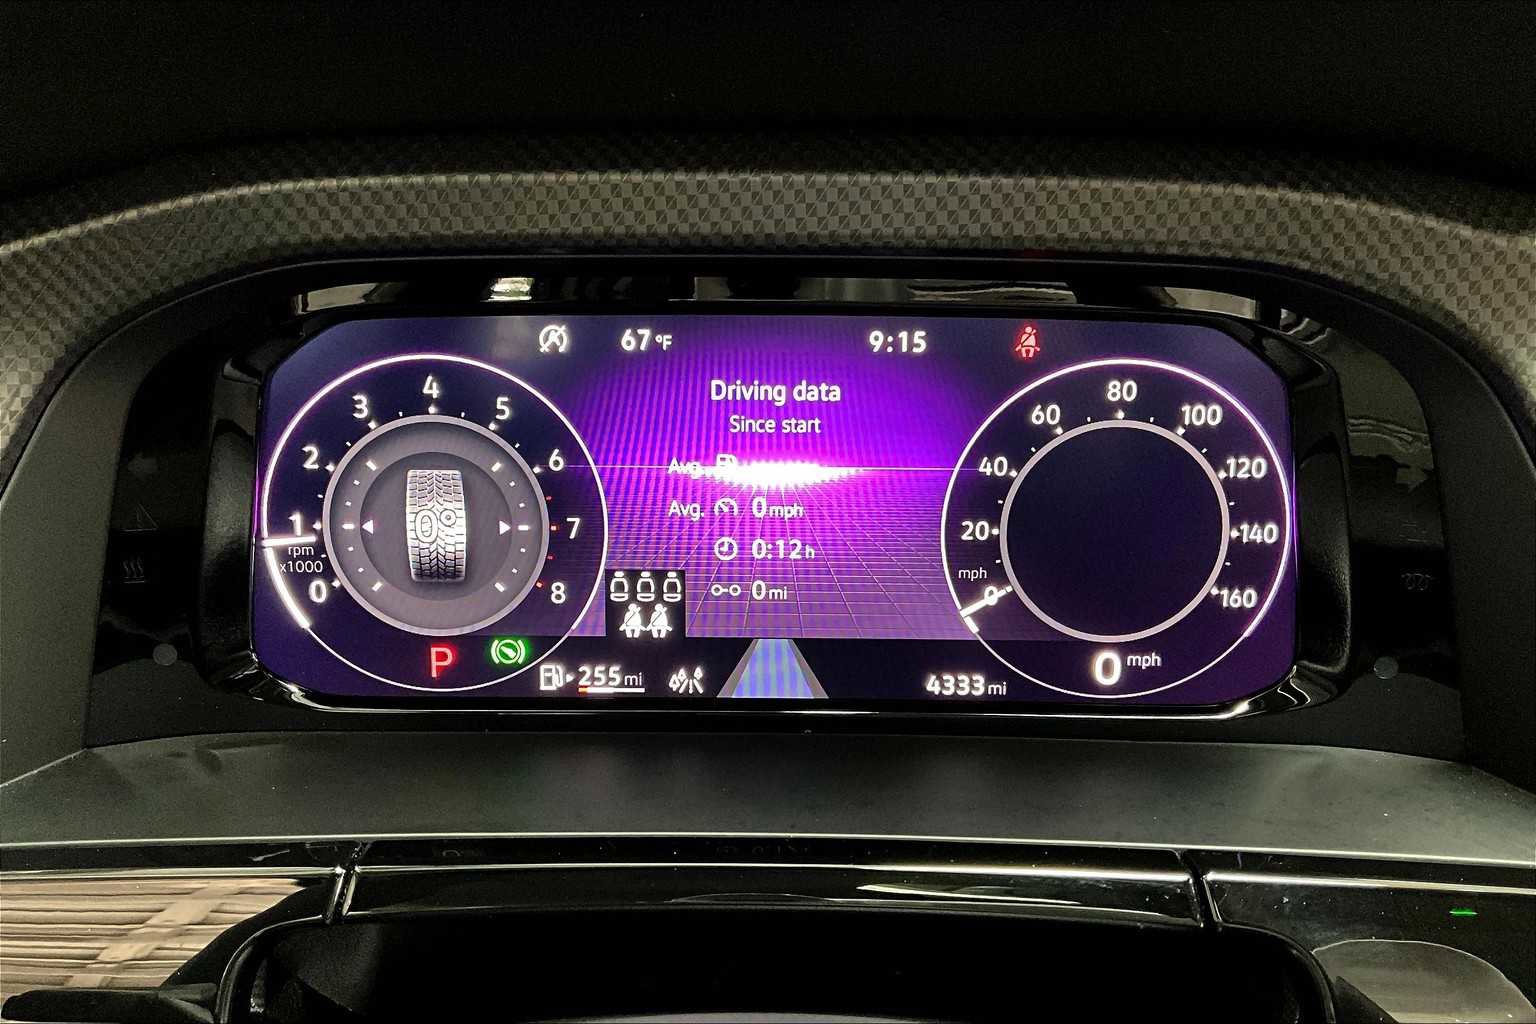 67 °F
9:15
Driving data
Since start
Avg.
Avg. 0 mph
0:12 h
0 mi
0
1
2
3
4
5
6
7
8
rpm
x1000
0°
P
255 mi
4333 mi
0
20
40
60
80
100
120
140
160
mph
0 mph